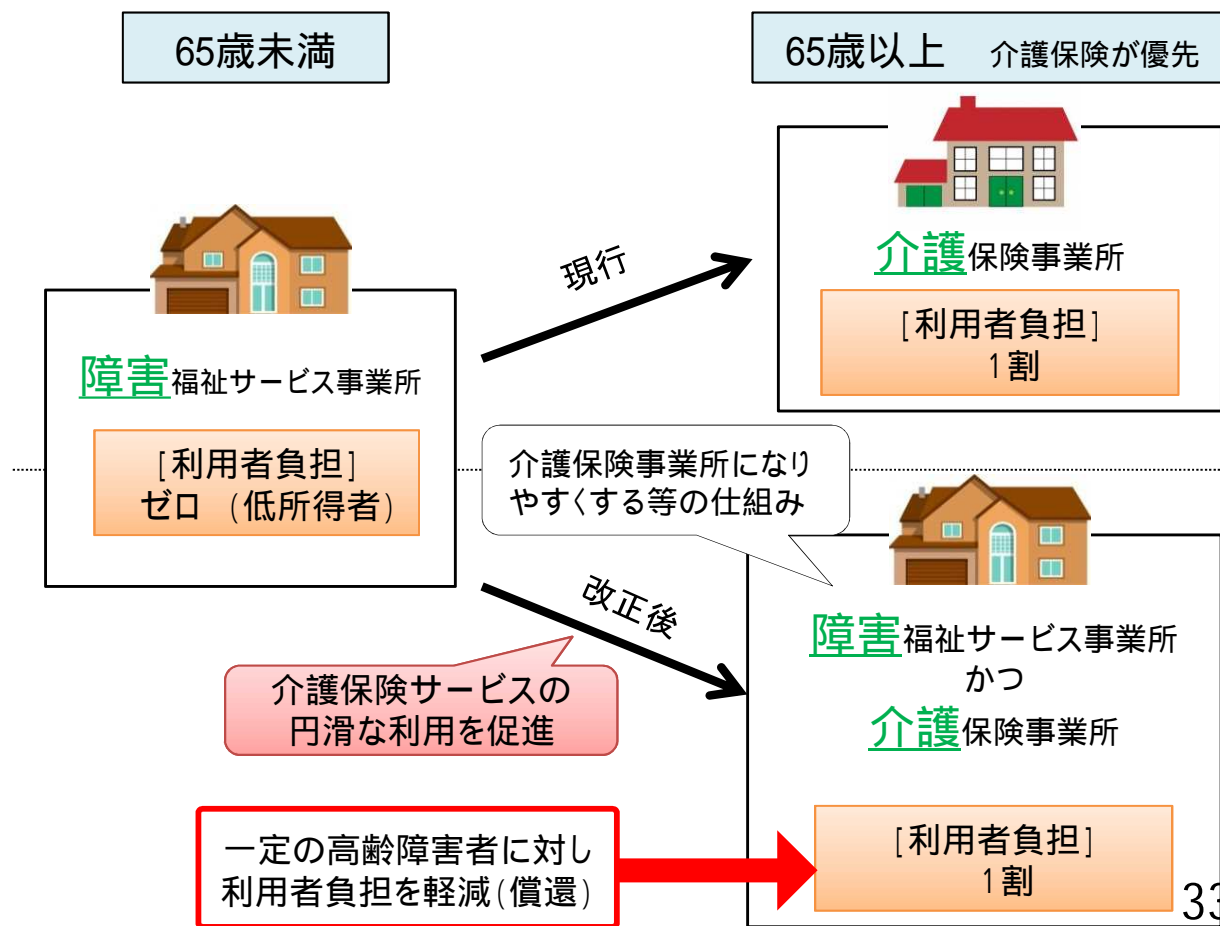 65歳未満
65歳以上 介護保険が優先
現行
介護保険事業所
[利用者負担]
1割
障害福祉サービス事業所
[利用者負担]
ゼロ (低所得者)
介護保険事業所になり
やすくする等の仕組み
改正後
介護保険サービスの
円滑な利用を促進
障害福祉サービス事業所
かつ
介護保険事業所
一定の高齢障害者に対し
利用者負担を軽減(償還)
[利用者負担]
1割
33